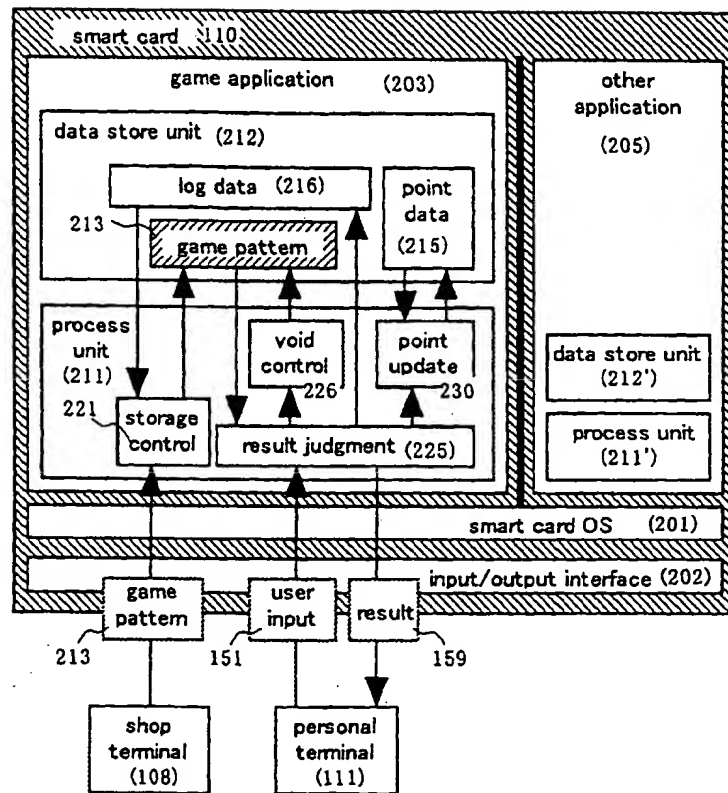 smart card 110
game application (203)
other
application
(205)
data store unit (212)
log data (216)
point
data
(215)
213
game pattern
process
unit
(211)
void
control
226
point
update
230
data store unit
(212')
221
storage
control
result judgment (225)
process unit
(211')
smart card OS (201)
input/output interface (202)
game
pattern
213
user
input
151
result
159
shop
terminal
(108)
personal
terminal
(111)